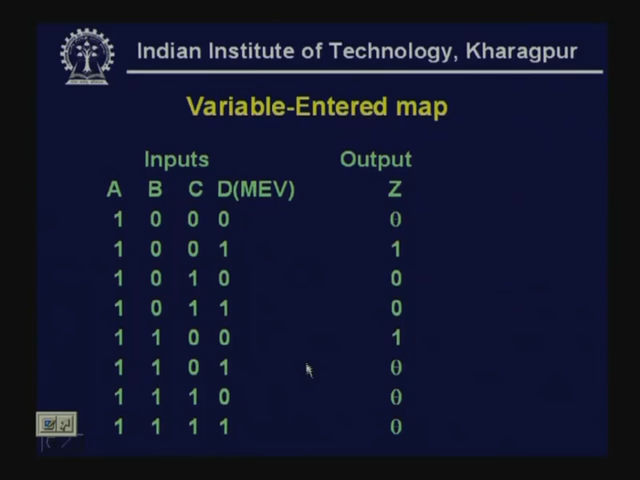 Indian Institute of Technology, Kharagpur
Variable-Entered map
Inputs Output
A B C D(MEV) Z
1 0 0 0 θ
1 0 0 1 1
1 0 1 0 0
1 0 1 1 0
1 1 0 0 1
1 1 0 1 θ
1 1 1 0 θ
1 1 1 1 θ